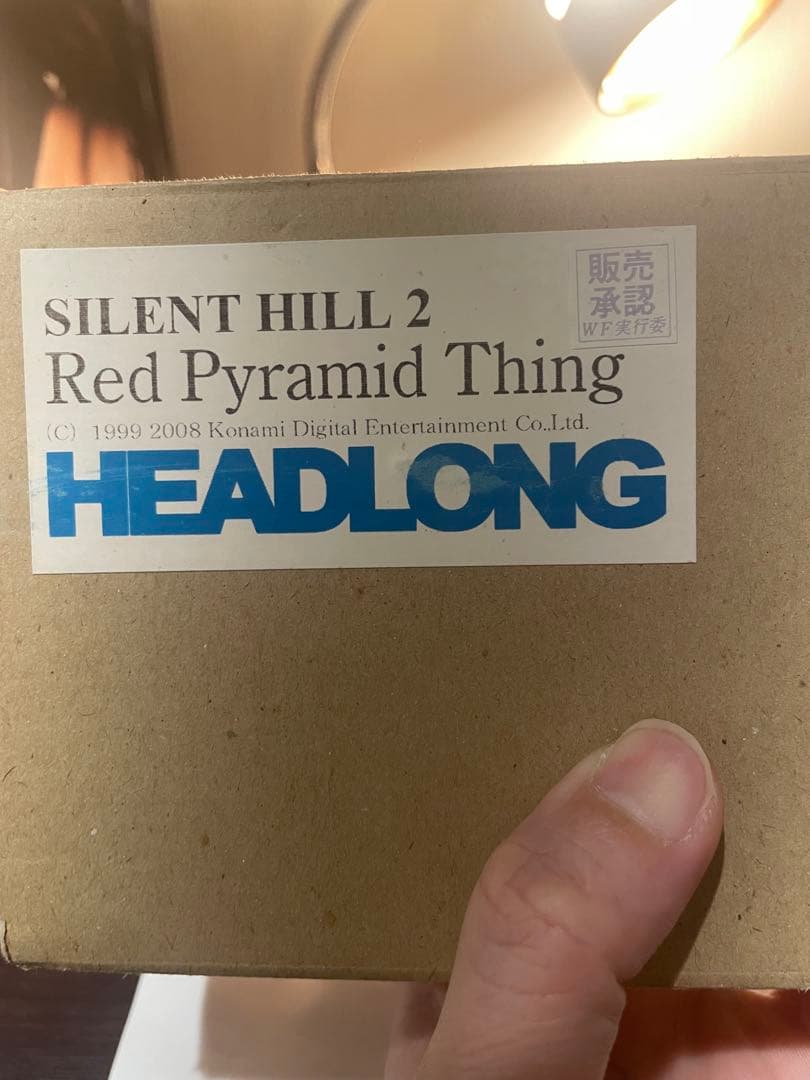 SILENT HILL 2
Red Pyramid Thing
(C) 1999 2008 Konami Digital Entertainment Co.,Ltd.
HEADLONG
販売
承認
WF実行委